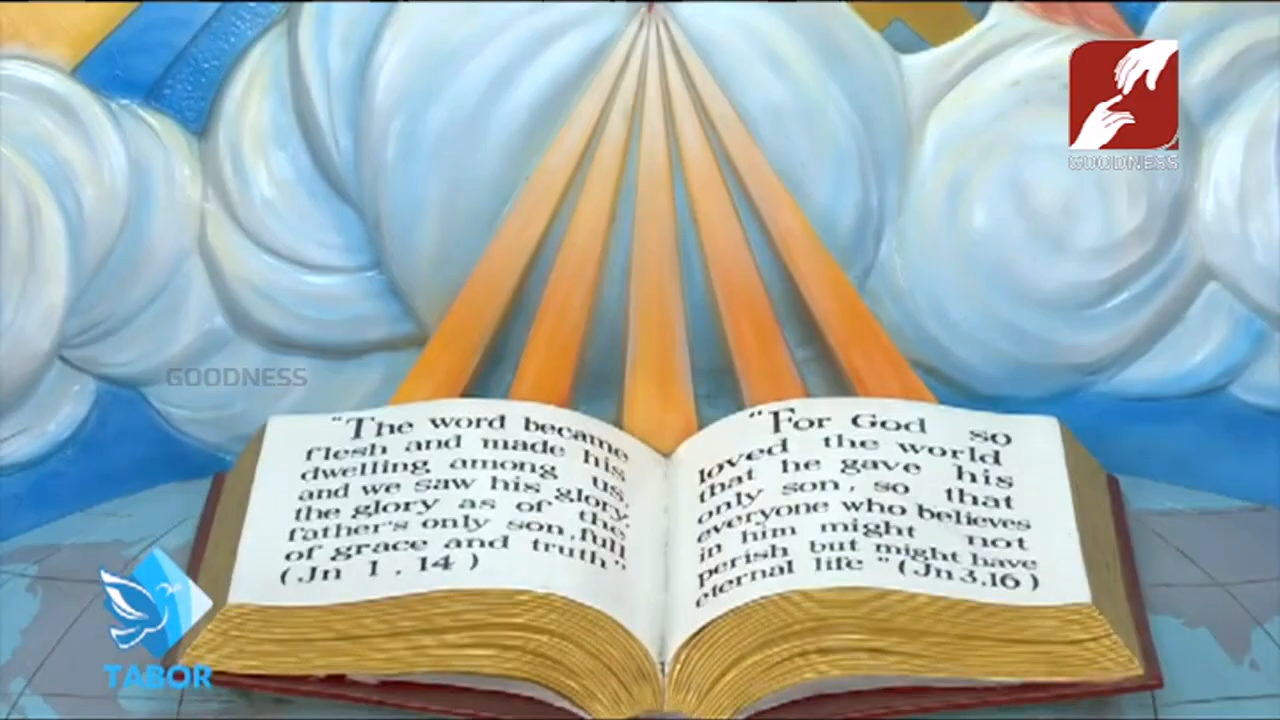 GOODNESS
GOODNESS
"The word became
flesh and made his
dwelling among us,
and we saw his glory,
the glory as of the
father's only son, full
of grace and truth"
(Jn 1.14)
"For God so
loved the world
that he gave his
only son, so that
everyone who believes
in him might not
perish but might have
eternal life" (Jn 3.16)
TABOR